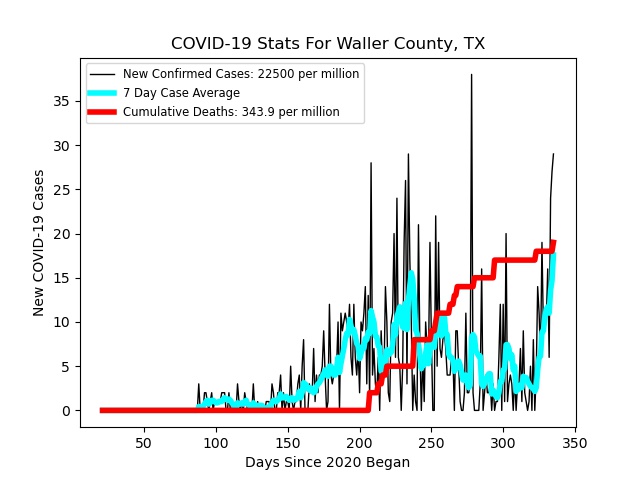 COVID-19 Stats For Waller County, TX
New Confirmed Cases: 22500 per million
7 Day Case Average
Cumulative Deaths: 343.9 per million
New COVID-19 Cases
35
30
25
20
15
10
5
0
50 100 150 200 250 300 350
Days Since 2020 Began